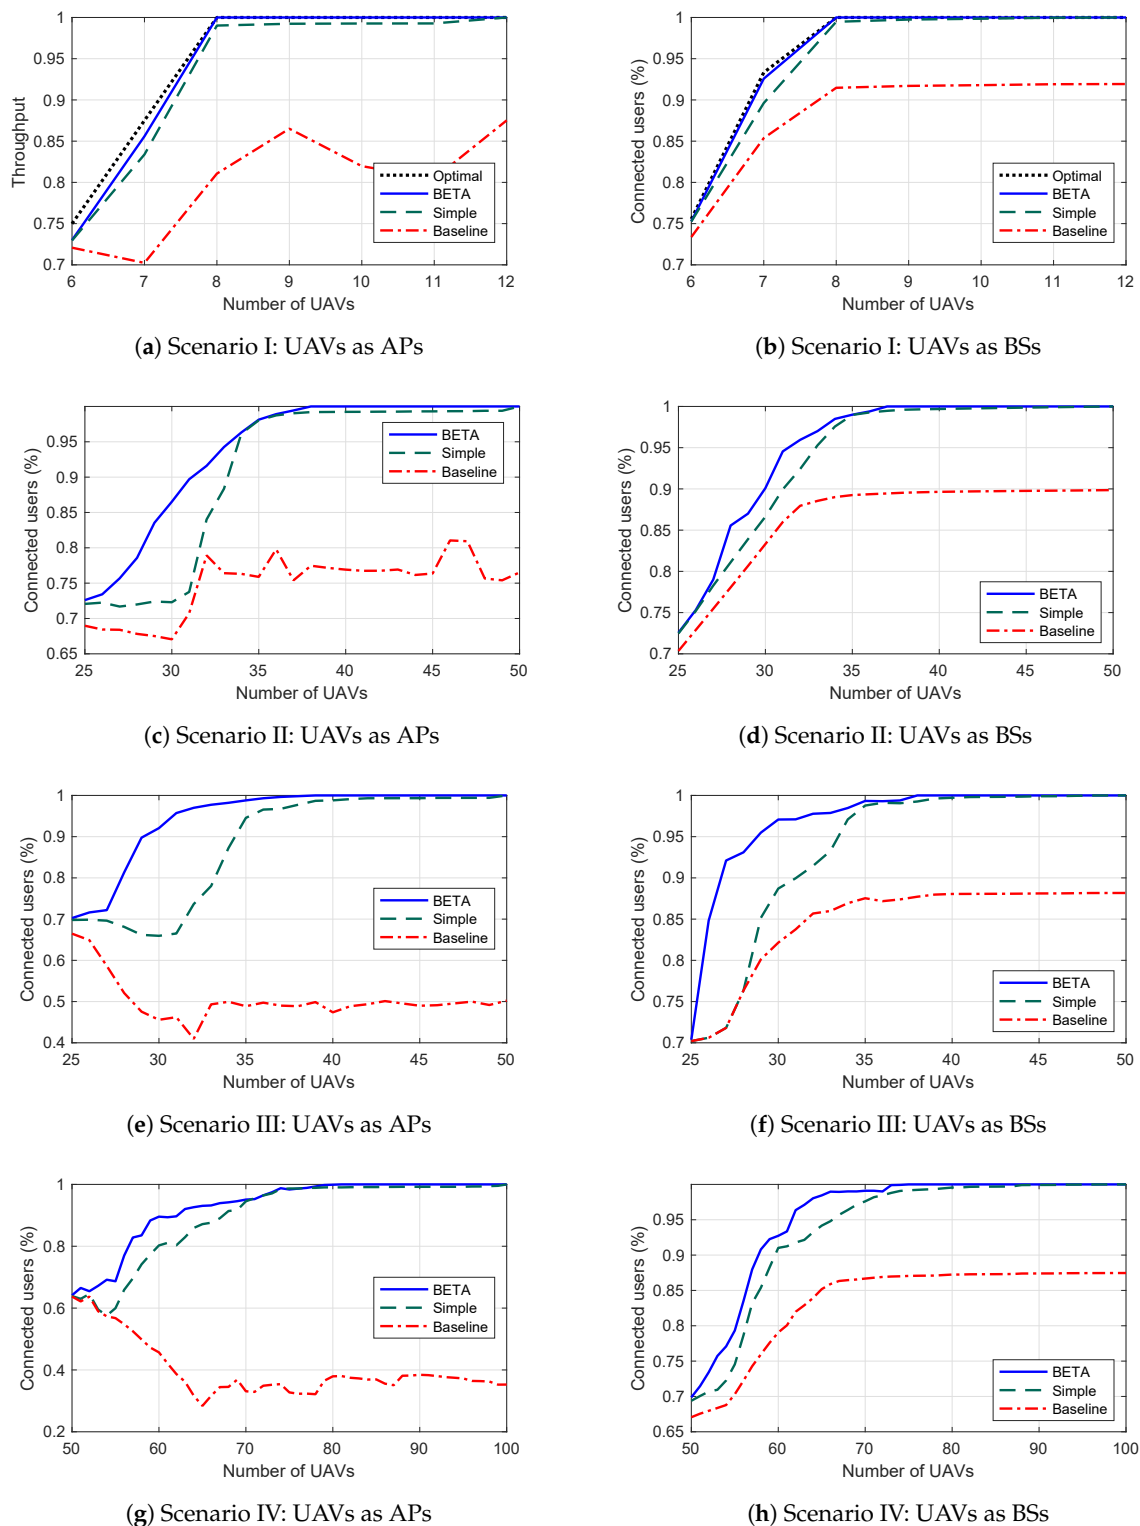 1
0.95
0.9
0.85
0.8
0.75
0.7
Throughput
Optimal
BETA
Simple
Baseline
6 7 8 9 10 11 12
Number of UAVs
(a) Scenario I: UAVs as APs
1
0.95
0.9
0.85
0.8
0.75
0.7
Connected users (%)
Optimal
BETA
Simple
Baseline
6 7 8 9 10 11 12
Number of UAVs
(b) Scenario I: UAVs as BSs
0.95
0.9
0.85
0.8
0.75
0.7
0.65
Connected users (%)
BETA
Simple
Baseline
25 30 35 40 45 50
Number of UAVs
(c) Scenario II: UAVs as APs
1
0.95
0.9
0.85
0.8
0.75
0.7
Connected users (%)
BETA
Simple
Baseline
25 30 35 40 45 50
Number of UAVs
(d) Scenario II: UAVs as BSs
1
0.9
0.8
0.7
0.6
0.5
0.4
Connected users (%)
BETA
Simple
Baseline
25 30 35 40 45 50
Number of UAVs
(e) Scenario III: UAVs as APs
1
0.95
0.9
0.85
0.8
0.75
0.7
Connected users (%)
BETA
Simple
Baseline
25 30 35 40 45 50
Number of UAVs
(f) Scenario III: UAVs as BSs
1
0.8
0.6
0.4
0.2
Connected users (%)
BETA
Simple
Baseline
50 60 70 80 90 100
Number of UAVs
(g) Scenario IV: UAVs as APs
1
0.95
0.9
0.85
0.8
0.75
0.7
0.65
Connected users (%)
BETA
Simple
Baseline
50 60 70 80 90 100
Number of UAVs
(h) Scenario IV: UAVs as BSs